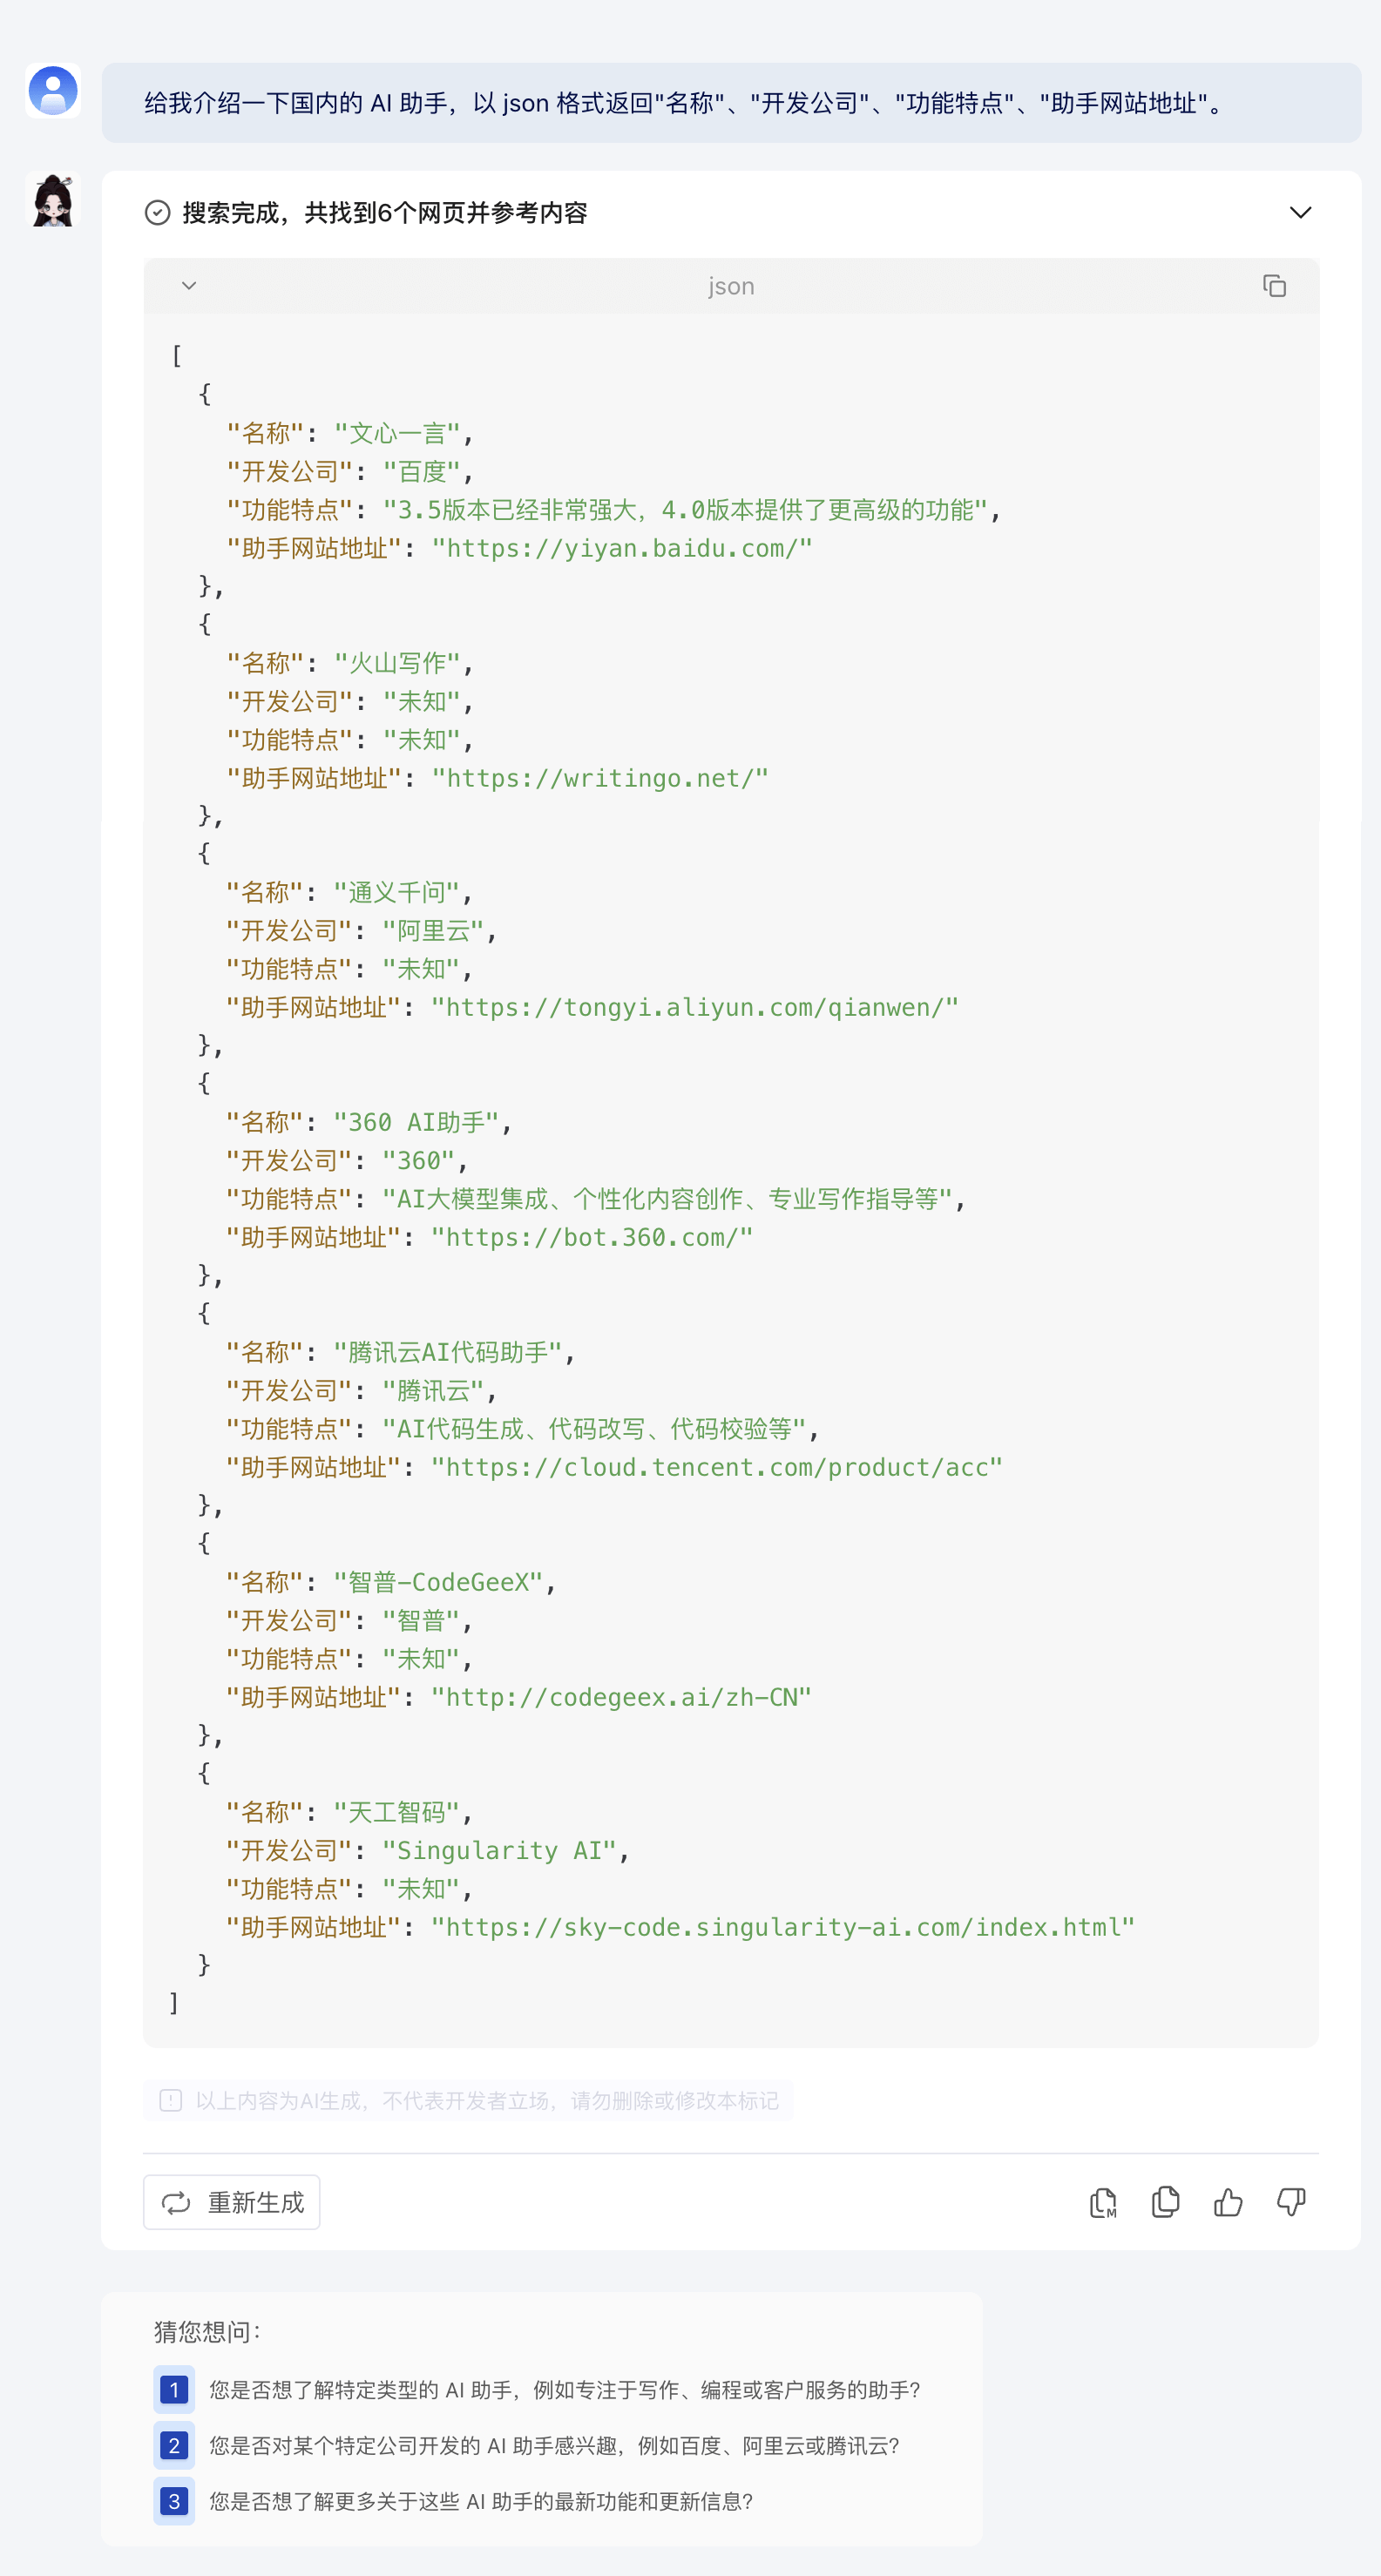 给我介绍一下国内的 AI 助手，以 json 格式返回"名称"、"开发公司"、"功能特点"、"助手网站地址"。
搜索完成，共找到6个网页并参考内容
json
[
  {
    "名称": "文心一言",
    "开发公司": "百度",
    "功能特点": "3.5版本已经非常强大，4.0版本提供了更高级的功能",
    "助手网站地址": "https://yiyan.baidu.com/"
  },
  {
    "名称": "火山写作",
    "开发公司": "未知",
    "功能特点": "未知",
    "助手网站地址": "https://writingo.net/"
  },
  {
    "名称": "通义千问",
    "开发公司": "阿里云",
    "功能特点": "未知",
    "助手网站地址": "https://tongyi.aliyun.com/qianwen/"
  },
  {
    "名称": "360 AI助手",
    "开发公司": "360",
    "功能特点": "AI大模型集成、个性化内容创作、专业写作指导等",
    "助手网站地址": "https://bot.360.com/"
  },
  {
    "名称": "腾讯云AI代码助手",
    "开发公司": "腾讯云",
    "功能特点": "AI代码生成、代码改写、代码校验等",
    "助手网站地址": "https://cloud.tencent.com/product/acc"
  },
  {
    "名称": "智普-CodeGeeX",
    "开发公司": "智普",
    "功能特点": "未知",
    "助手网站地址": "http://codegeex.ai/zh-CN"
  },
  {
    "名称": "天工智码",
    "开发公司": "Singularity AI",
    "功能特点": "未知",
    "助手网站地址": "https://sky-code.singularity-ai.com/index.html"
  }
]
以上内容为AI生成，不代表开发者立场，请勿删除或修改本标记
重新生成
M
猜您想问：
1 您是否想了解特定类型的 AI 助手，例如专注于写作、编程或客户服务的助手?
2 您是否对某个特定公司开发的 AI 助手感兴趣，例如百度、阿里云或腾讯云?
3 您是否想了解更多关于这些 AI 助手的最新功能和更新信息?